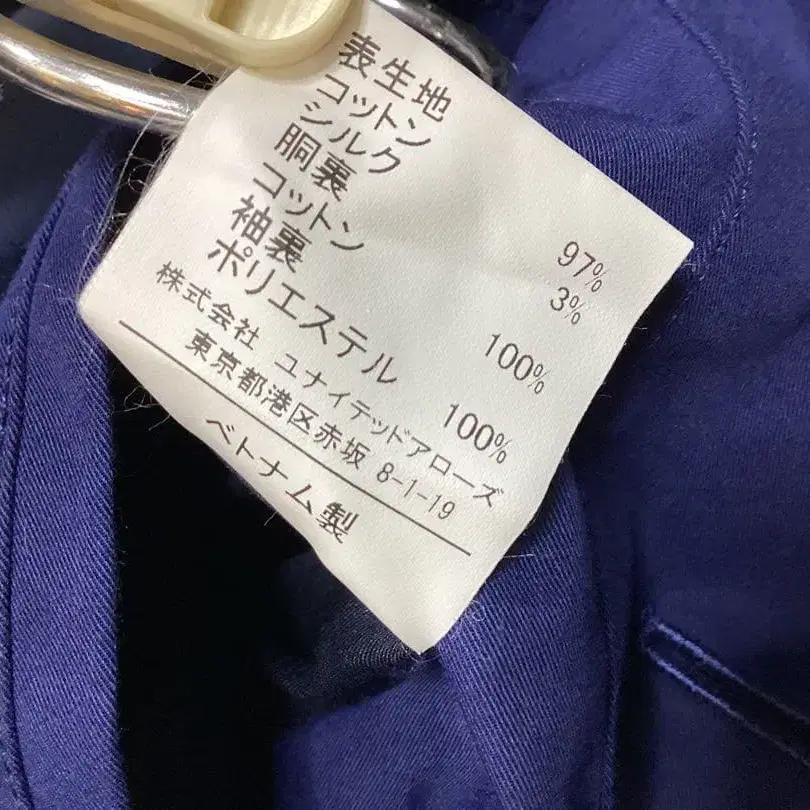 表生地
コットン 97%
シルク 3%
胴裏
コットン 100%
袖裏
ポリエステル 100%
株式会社 ユナイテッドアローズ
東京都港区赤坂 8-1-19
ベトナム製